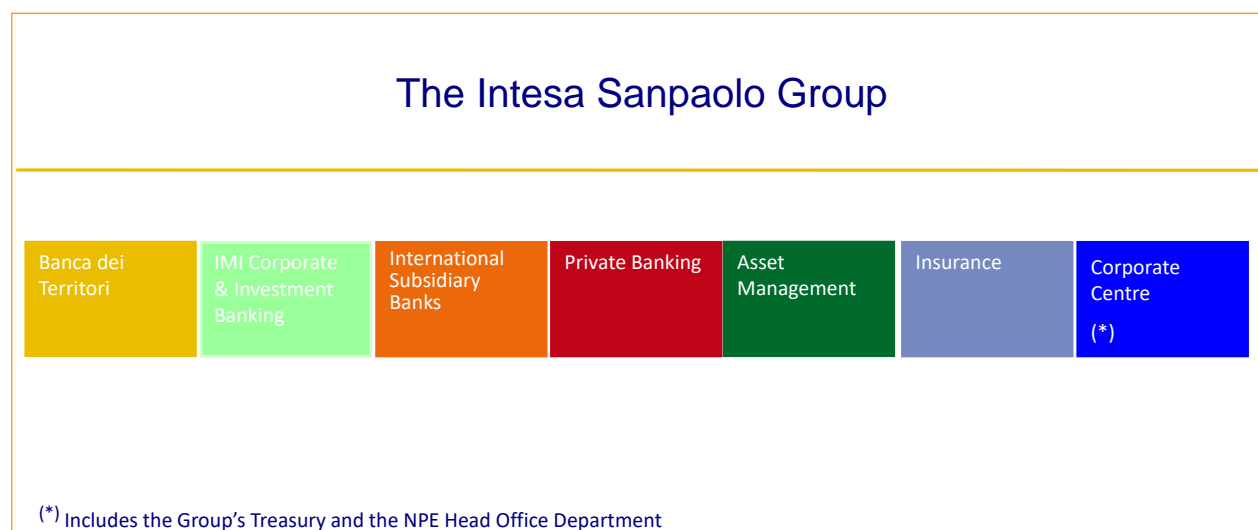 The Intesa Sanpaolo Group
Banca dei
Territori
IMI Corporate
& Investment
Banking
International
Subsidiary
Banks
Private Banking
Asset
Management
Insurance
Corporate
Centre
(*)
(*) Includes the Group’s Treasury and the NPE Head Office Department